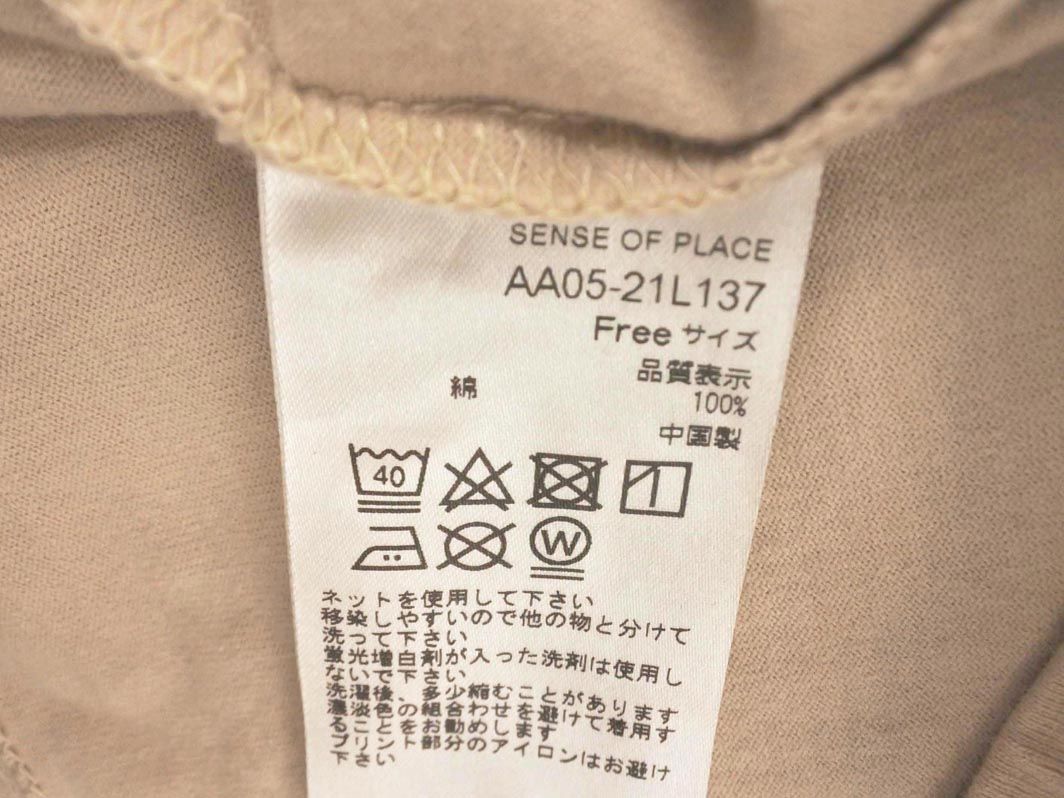 SENSE OF PLACE
AA05-21L137
Free サイズ
品質表示
綿 100%
中国製
40
W
ネットを使用して下さい
移染しやすいので他の物と分けて
洗って下さい
蛍光増白剤が入った洗剤は使用し
ないで下さい
洗濯後、多少縮むことがあります
濃淡色の組合わせを避けて着用す
ることをお勧めします
プリント部分のアイロンはお避け
下さい